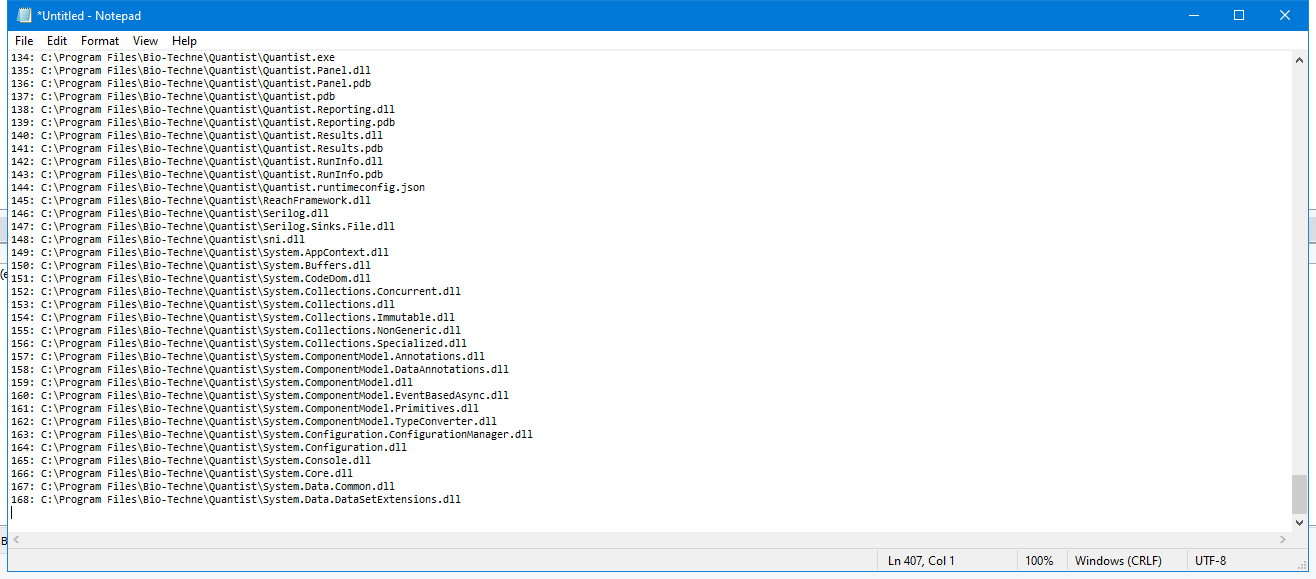 *Untitled - Notepad
File Edit Format View Help
134: C:\Program Files\Bio-Techne\Quantist\Quantist.exe
135: C:\Program Files\Bio-Techne\Quantist\Quantist.Panel.dll
136: C:\Program Files\Bio-Techne\Quantist\Quantist.Panel.pdb
137: C:\Program Files\Bio-Techne\Quantist\Quantist.pdb
138: C:\Program Files\Bio-Techne\Quantist\Quantist.Reporting.dll
139: C:\Program Files\Bio-Techne\Quantist\Quantist.Reporting.pdb
140: C:\Program Files\Bio-Techne\Quantist\Quantist.Results.dll
141: C:\Program Files\Bio-Techne\Quantist\Quantist.Results.pdb
142: C:\Program Files\Bio-Techne\Quantist\Quantist.RunInfo.dll
143: C:\Program Files\Bio-Techne\Quantist\Quantist.RunInfo.pdb
144: C:\Program Files\Bio-Techne\Quantist\Quantist.runtimeconfig.json
145: C:\Program Files\Bio-Techne\Quantist\ReachFramework.dll
146: C:\Program Files\Bio-Techne\Quantist\Serilog.dll
147: C:\Program Files\Bio-Techne\Quantist\Serilog.Sinks.File.dll
148: C:\Program Files\Bio-Techne\Quantist\sni.dll
149: C:\Program Files\Bio-Techne\Quantist\System.AppContext.dll
150: C:\Program Files\Bio-Techne\Quantist\System.Buffers.dll
151: C:\Program Files\Bio-Techne\Quantist\System.CodeDom.dll
152: C:\Program Files\Bio-Techne\Quantist\System.Collections.Concurrent.dll
153: C:\Program Files\Bio-Techne\Quantist\System.Collections.dll
154: C:\Program Files\Bio-Techne\Quantist\System.Collections.Immutable.dll
155: C:\Program Files\Bio-Techne\Quantist\System.Collections.NonGeneric.dll
156: C:\Program Files\Bio-Techne\Quantist\System.Collections.Specialized.dll
157: C:\Program Files\Bio-Techne\Quantist\System.ComponentModel.Annotations.dll
158: C:\Program Files\Bio-Techne\Quantist\System.ComponentModel.DataAnnotations.dll
159: C:\Program Files\Bio-Techne\Quantist\System.ComponentModel.dll
160: C:\Program Files\Bio-Techne\Quantist\System.ComponentModel.EventBasedAsync.dll
161: C:\Program Files\Bio-Techne\Quantist\System.ComponentModel.Primitives.dll
162: C:\Program Files\Bio-Techne\Quantist\System.ComponentModel.TypeConverter.dll
163: C:\Program Files\Bio-Techne\Quantist\System.Configuration.ConfigurationManager.dll
164: C:\Program Files\Bio-Techne\Quantist\System.Configuration.dll
165: C:\Program Files\Bio-Techne\Quantist\System.Console.dll
166: C:\Program Files\Bio-Techne\Quantist\System.Core.dll
167: C:\Program Files\Bio-Techne\Quantist\System.Data.Common.dll
168: C:\Program Files\Bio-Techne\Quantist\System.Data.DataSetExtensions.dll
Ln 407, Col 1 100% Windows (CRLF) UTF-8